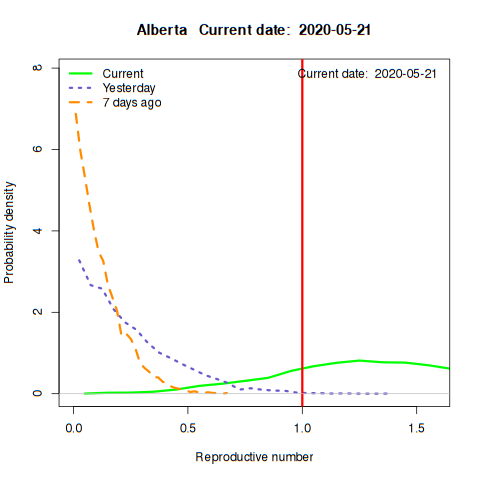 Alberta   Current date:  2020-05-21
Current date:  2020-05-21
Current
Yesterday
7 days ago
Probability density
8
6
4
2
0
0.0 0.5 1.0 1.5
Reproductive number